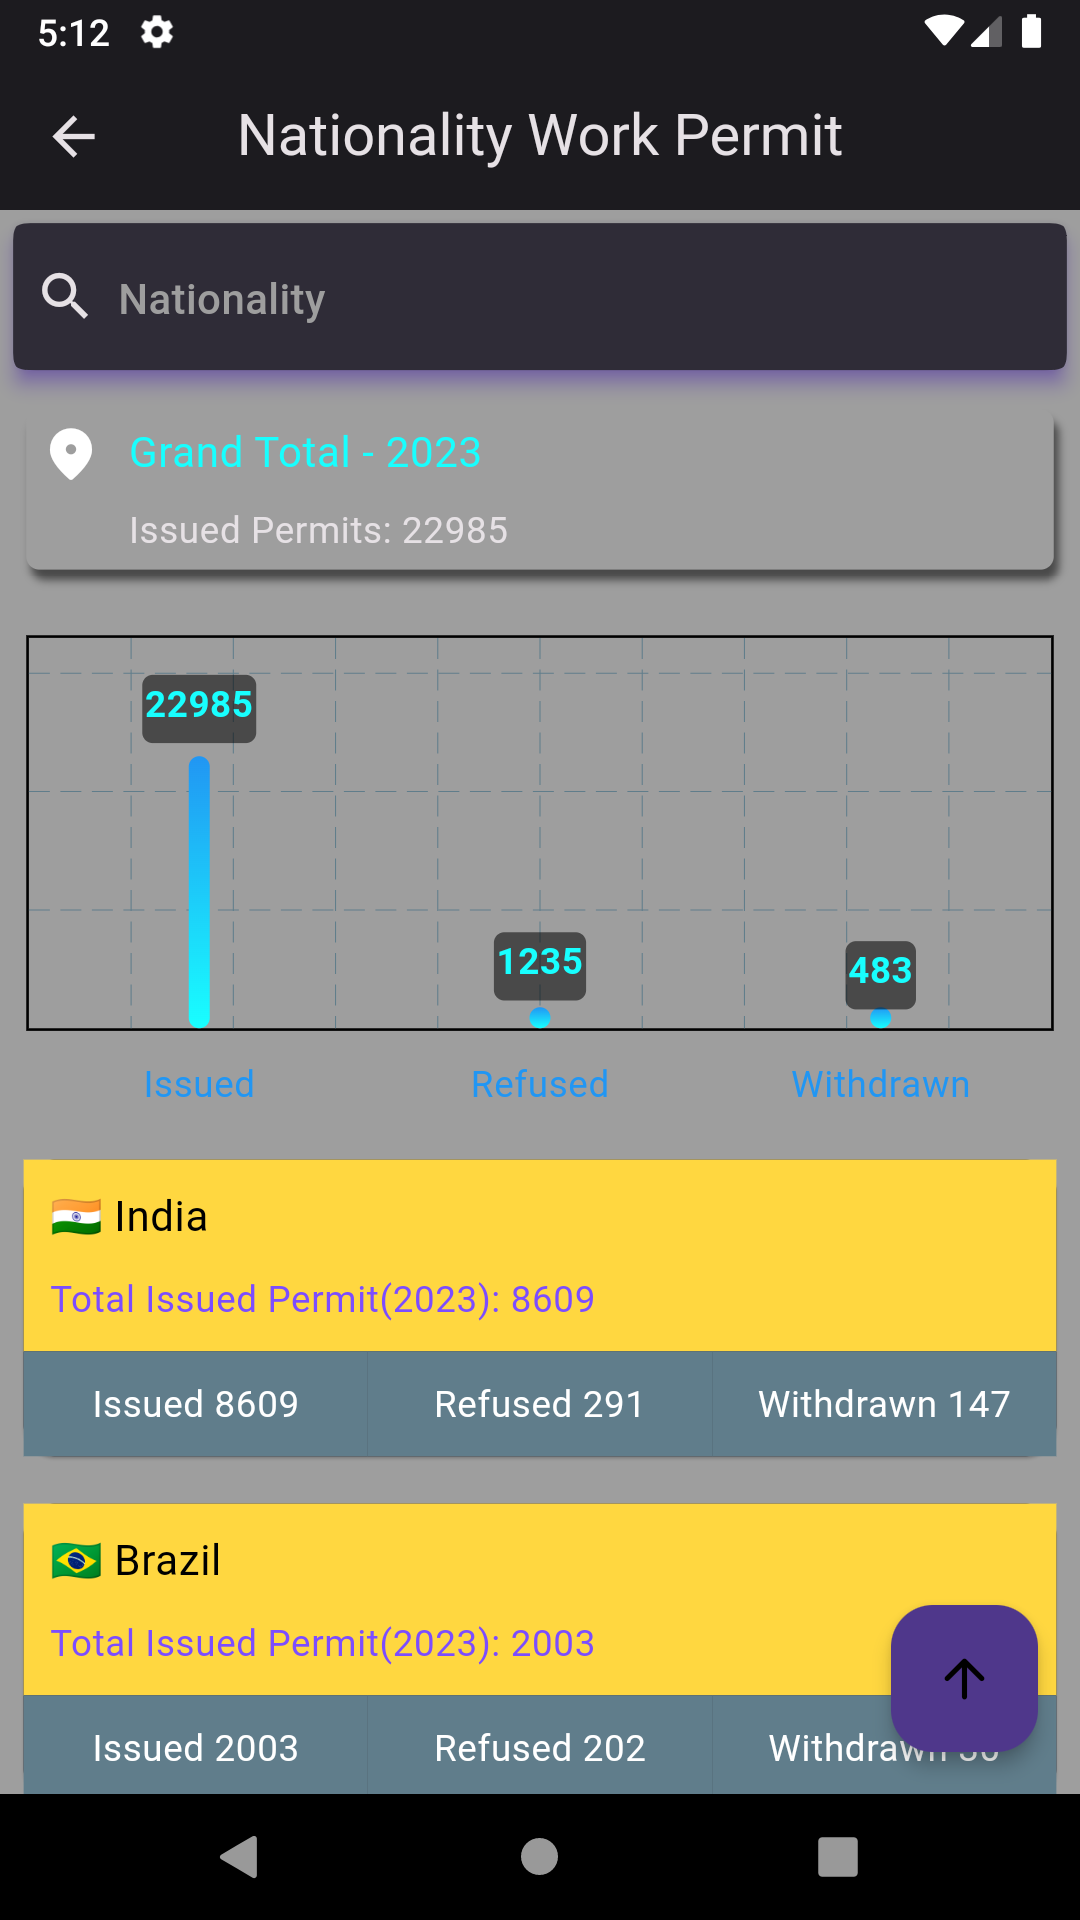 5:12
Nationality Work Permit
Nationality
Grand Total - 2023
Issued Permits: 22985
22985
1235
483
Issued Refused Withdrawn
India
Total Issued Permit(2023): 8609
Issued 8609 Refused 291 Withdrawn 147
Brazil
Total Issued Permit(2023): 2003
Issued 2003 Refused 202 Withdrawn